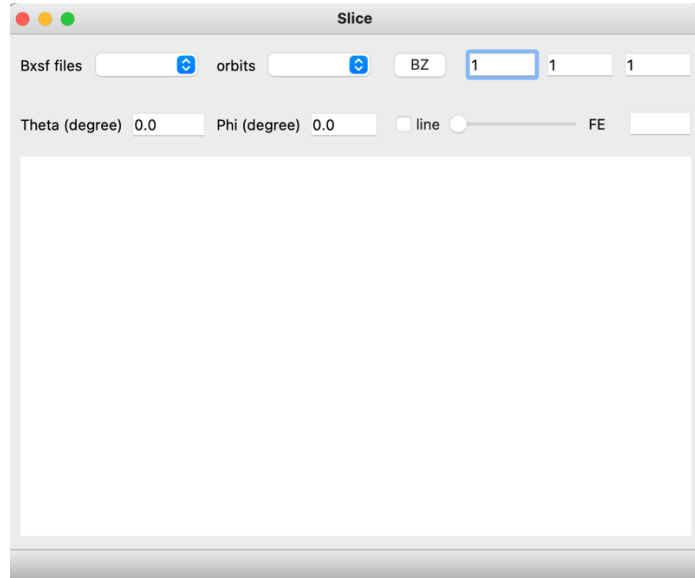 Slice
Bxsf files orbits BZ 1 1 1
Theta (degree) 0.0 Phi (degree) 0.0 line FE